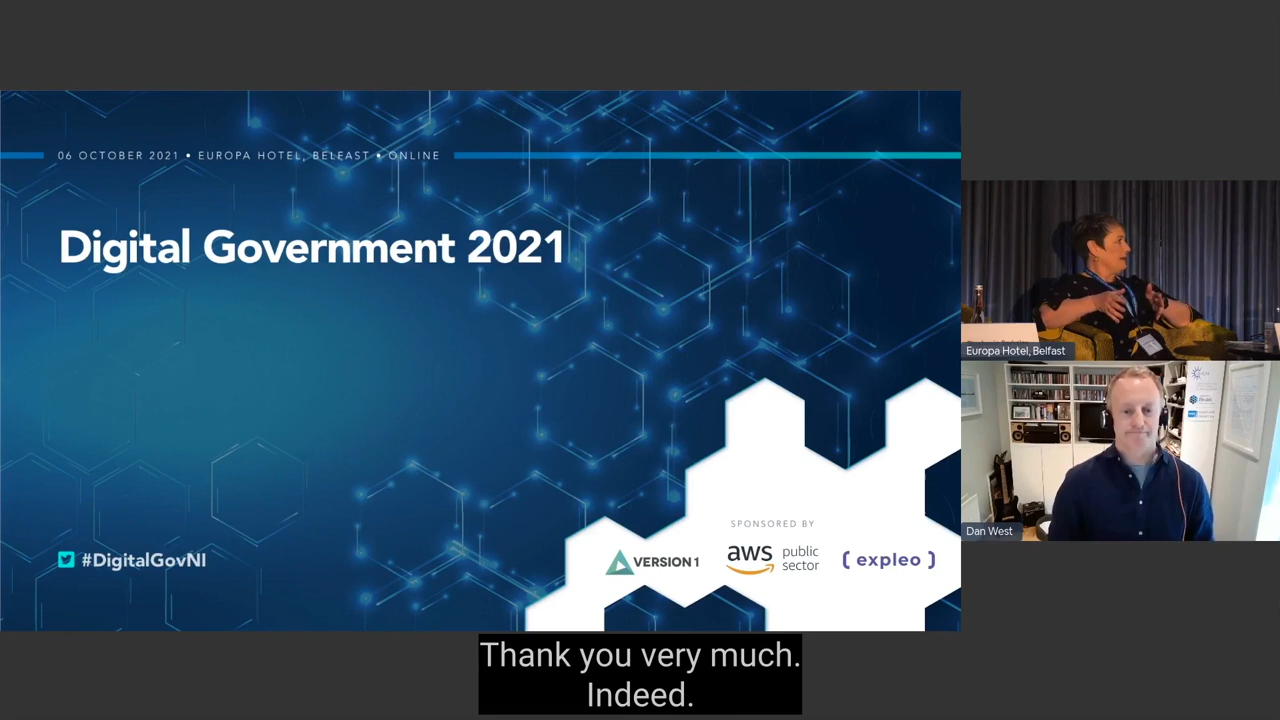 06 OCTOBER 2021 • EUROPA HOTEL, BELFAST • ONLINE
Digital Government 2021
Europa Hotel, Belfast
Dan West
SPONSORED BY
VERSION 1
aws public sector
[ expleo ]
#DigitalGovNI
Thank you very much.
Indeed.